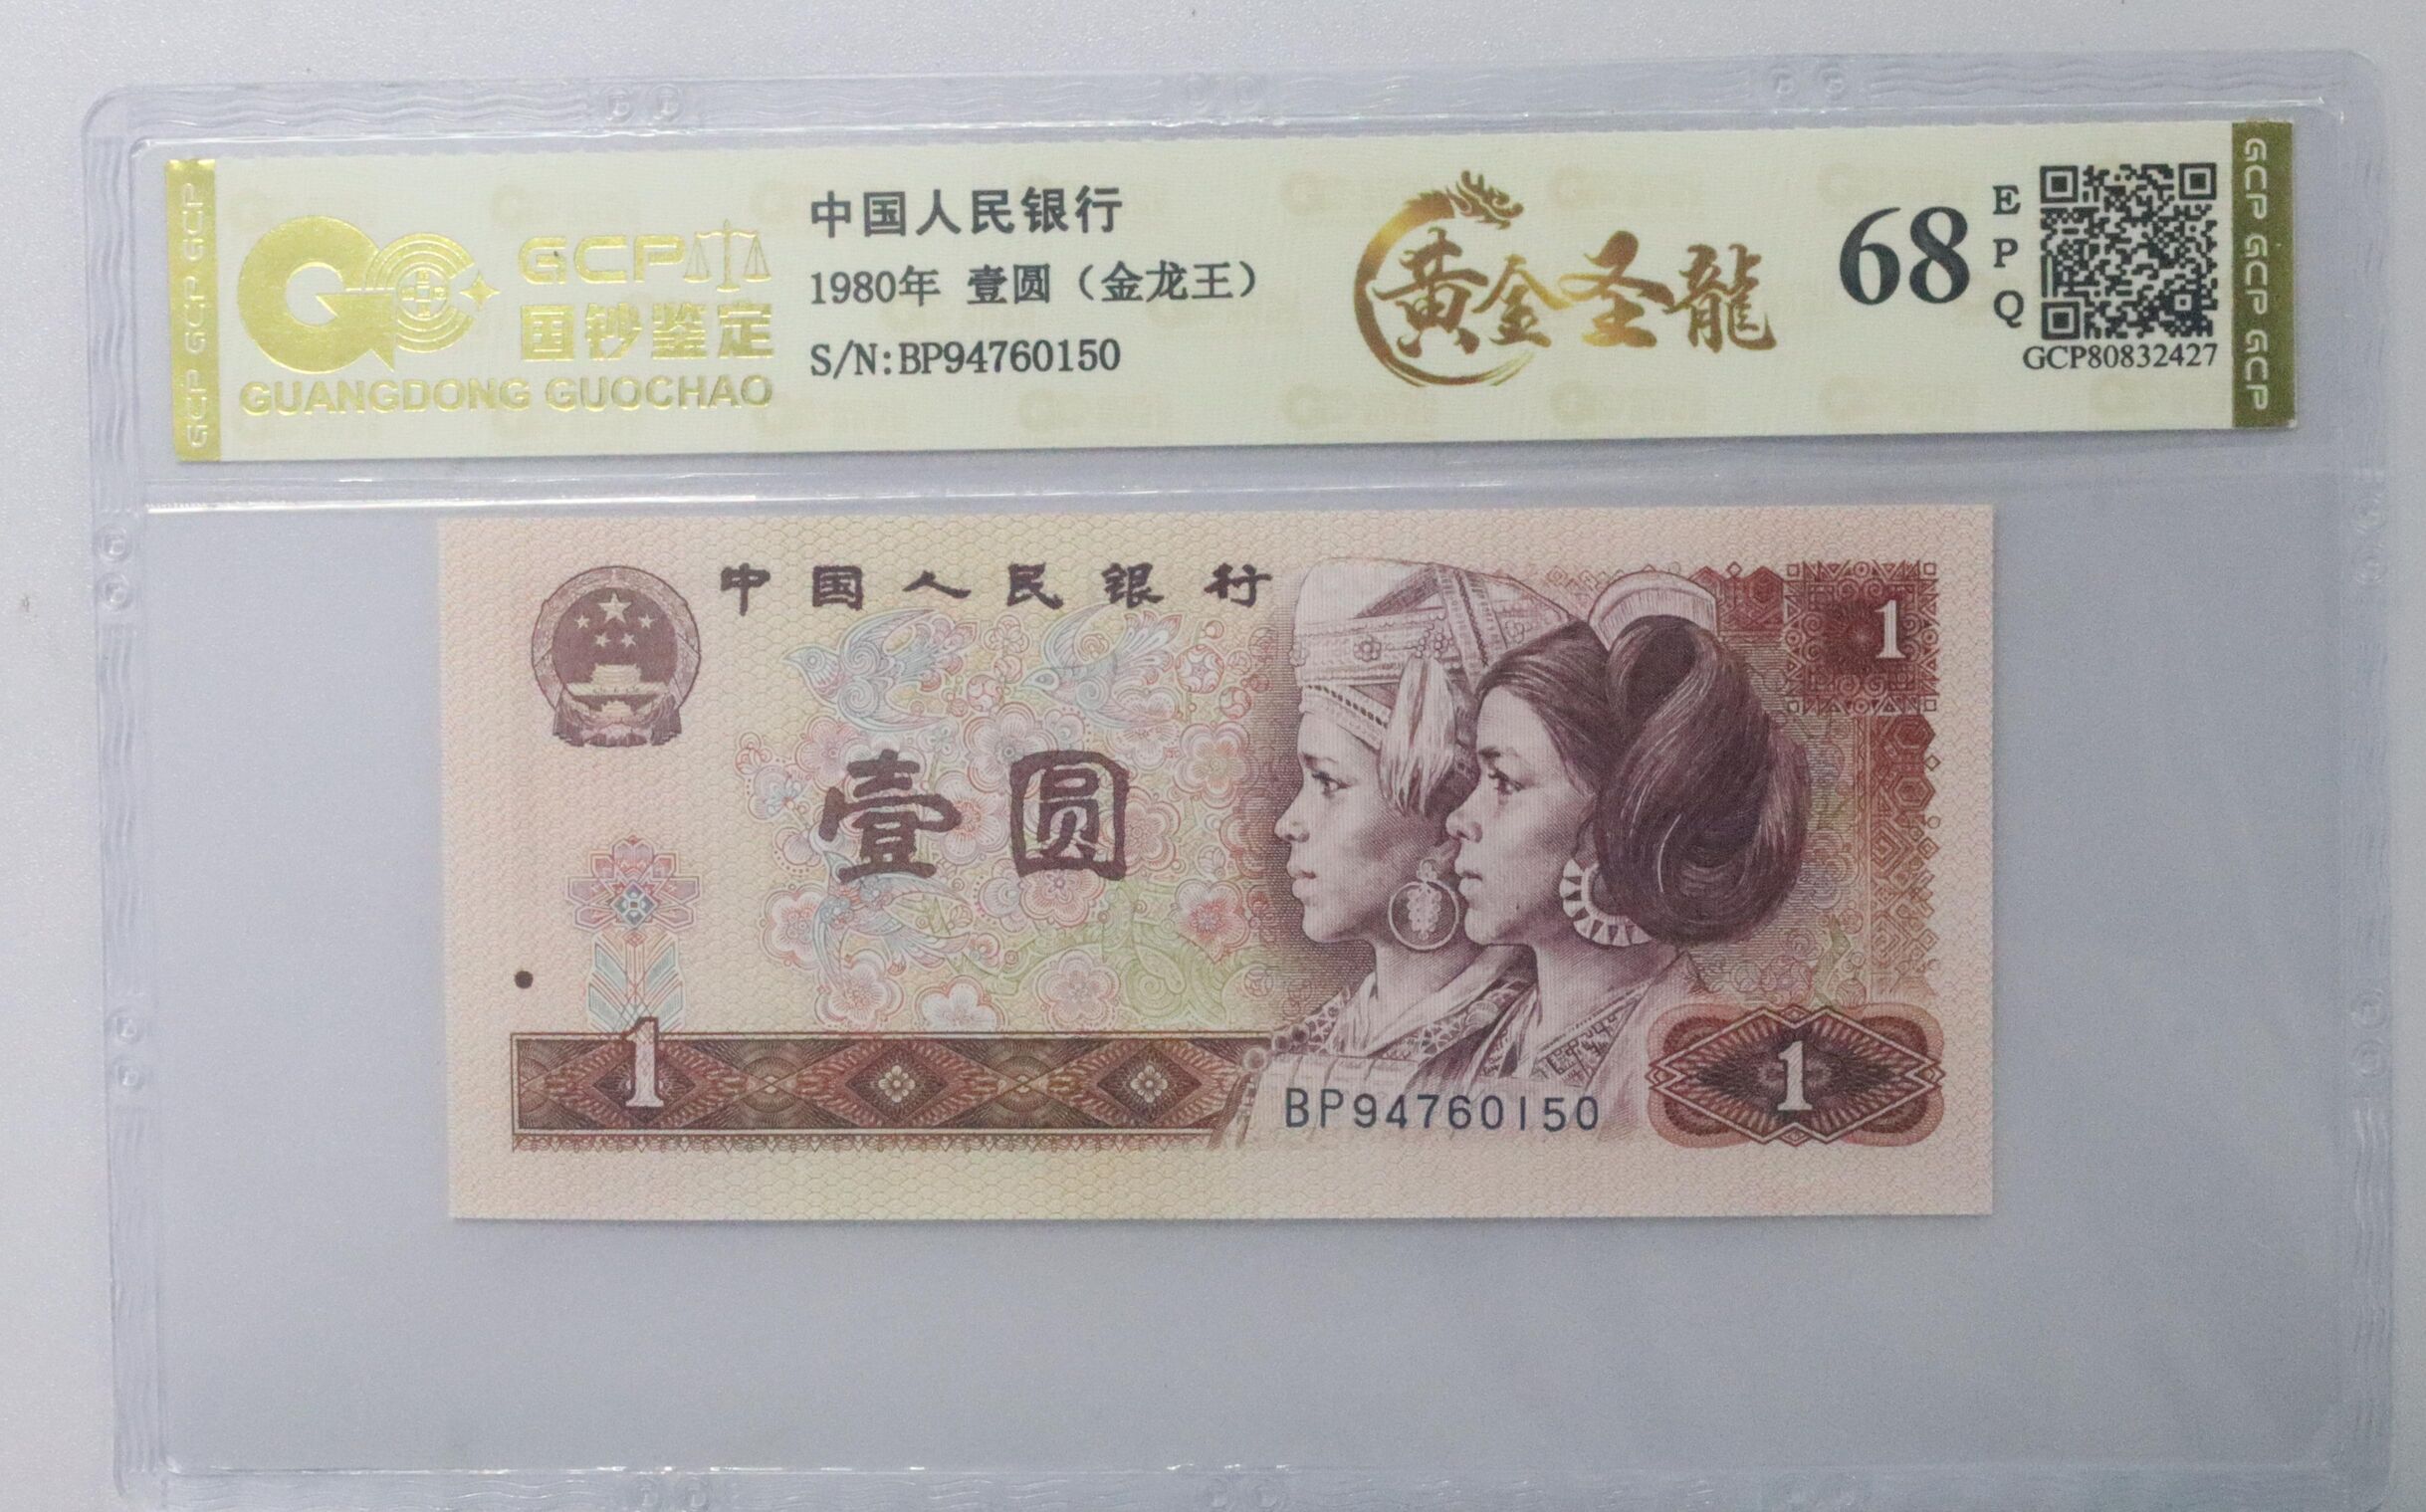 GCP GCP GCP
GCP
国钞鉴定
GUANGDONG GUOCHAO
中国人民银行
1980年 壹圆（金龙王）
S/N:BP94760150
黄金圣龍
68
EPQ
GCP80832427
GCP GCP GCP
中国人民银行
1
壹圆
1
BP94760150
1